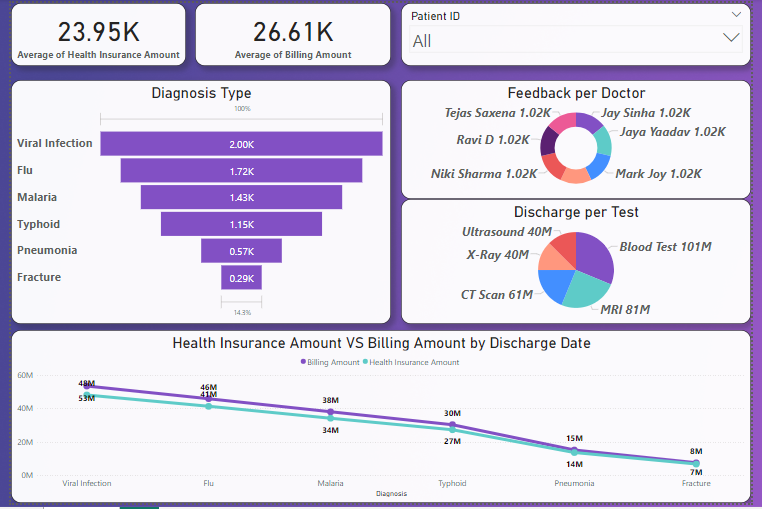 23.95K
Average of Health Insurance Amount
26.61K
Average of Billing Amount
Patient ID
All
Diagnosis Type
100%
Viral Infection 2.00K
Flu 1.72K
Malaria 1.43K
Typhoid 1.15K
Pneumonia 0.57K
Fracture 0.29K
14.3%
Feedback per Doctor
Tejas Saxena 1.02K
Jay Sinha 1.02K
Jaya Yaadav 1.02K
Ravi D 1.02K
Niki Sharma 1.02K
Mark Joy 1.02K
Discharge per Test
Ultrasound 40M
Blood Test 101M
X-Ray 40M
CT Scan 61M
MRI 81M
Health Insurance Amount VS Billing Amount by Discharge Date
Billing Amount Health Insurance Amount
60M
40M
20M
0M
48M
53M
46M
41M
38M
34M
30M
27M
15M
14M
8M
7M
Viral Infection Flu Malaria Typhoid Pneumonia Fracture
Diagnosis